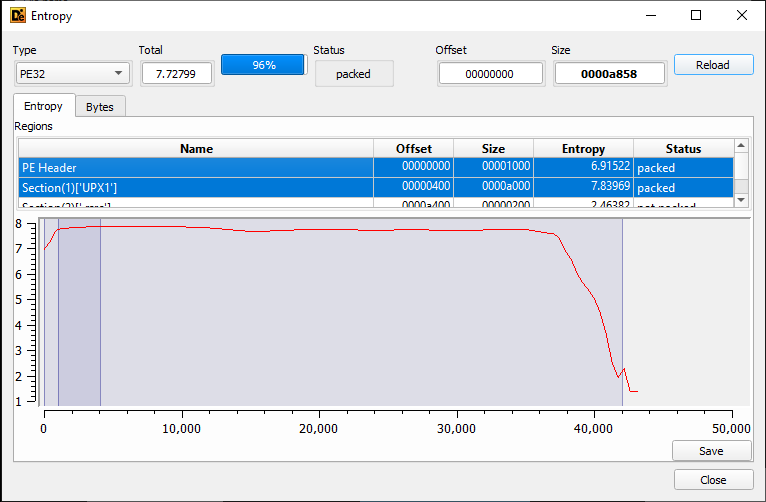 Entropy
Type Total Status Offset Size
PE32 7.72799 96% packed 00000000 0000a858 Reload
Entropy Bytes
Regions
Name Offset Size Entropy Status
PE Header 00000000 00001000 6.91522 packed
Section(1)['UPX1'] 00000400 0000a000 7.83969 packed
Section(2)['.rsrc'] 0000a400 00000200 2.46382 not packed
8
7
6
5
4
3
2
1
0 10,000 20,000 30,000 40,000 50,000
Save
Close